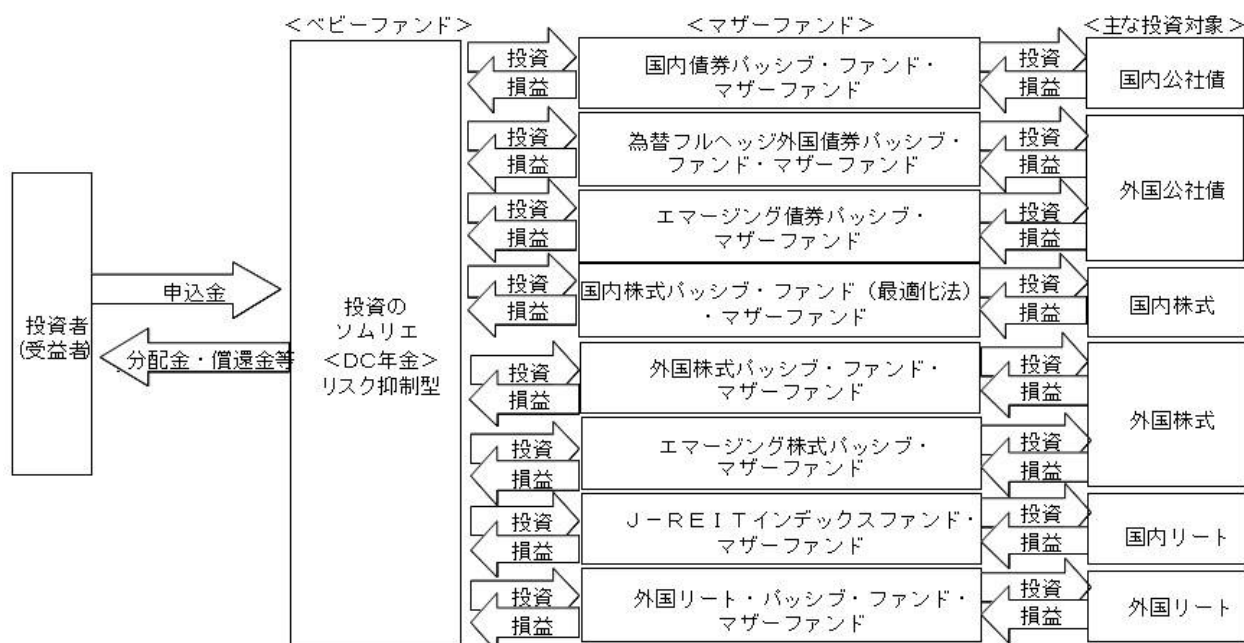 ＜ベビーファンド＞
＜マザーファンド＞
＜主な投資対象＞
投資者
(受益者)
申込金
分配金・償還金等
投資の
ソムリエ
＜DC年金＞
リスク抑制型
投資
損益
国内債券パッシブ・ファンド・
マザーファンド
投資
損益
国内公社債
投資
損益
為替フルヘッジ外国債券パッシブ・
ファンド・マザーファンド
投資
損益
外国公社債
投資
損益
エマージング債券パッシブ・
マザーファンド
投資
損益
投資
損益
国内株式パッシブ・ファンド（最適化法）
・マザーファンド
投資
損益
国内株式
投資
損益
外国株式パッシブ・ファンド・
マザーファンド
投資
損益
外国株式
投資
損益
エマージング株式パッシブ・
マザーファンド
投資
損益
投資
損益
Ｊ－ＲＥＩＴインデックスファンド・
マザーファンド
投資
損益
国内リート
投資
損益
外国リート・パッシブ・ファンド・
マザーファンド
投資
損益
外国リート